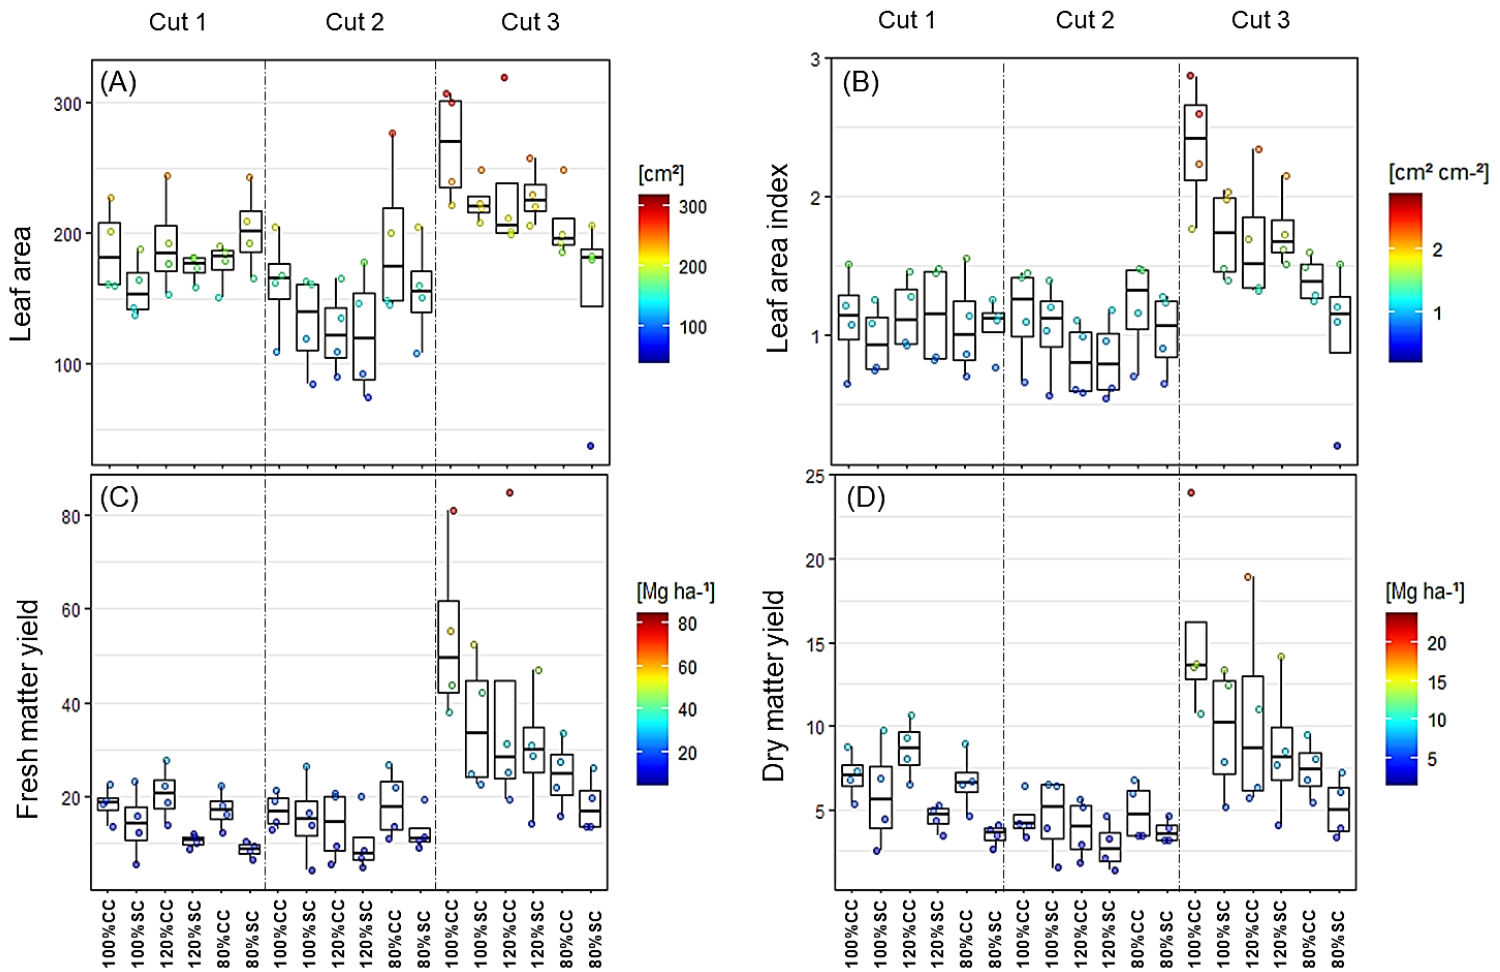 Cut 1 Cut 2 Cut 3
(A)
Leaf area
300
200
100
[cm²]
300
200
100
Cut 1 Cut 2 Cut 3
(B)
Leaf area index
3
2
1
[cm² cm-²]
2
1
(C)
Fresh matter yield
80
60
40
20
[Mg ha-¹]
80
60
40
20
100%CC 100%SC 120%CC 120%SC 80%CC 80%SC 100%CC 100%SC 120%CC 120%SC 80%CC 80%SC 100%CC 100%SC 120%CC 120%SC 80%CC 80%SC
(D)
Dry matter yield
25
20
15
10
5
[Mg ha-¹]
20
15
10
5
100%CC 100%SC 120%CC 120%SC 80%CC 80%SC 100%CC 100%SC 120%CC 120%SC 80%CC 80%SC 100%CC 100%SC 120%CC 120%SC 80%CC 80%SC